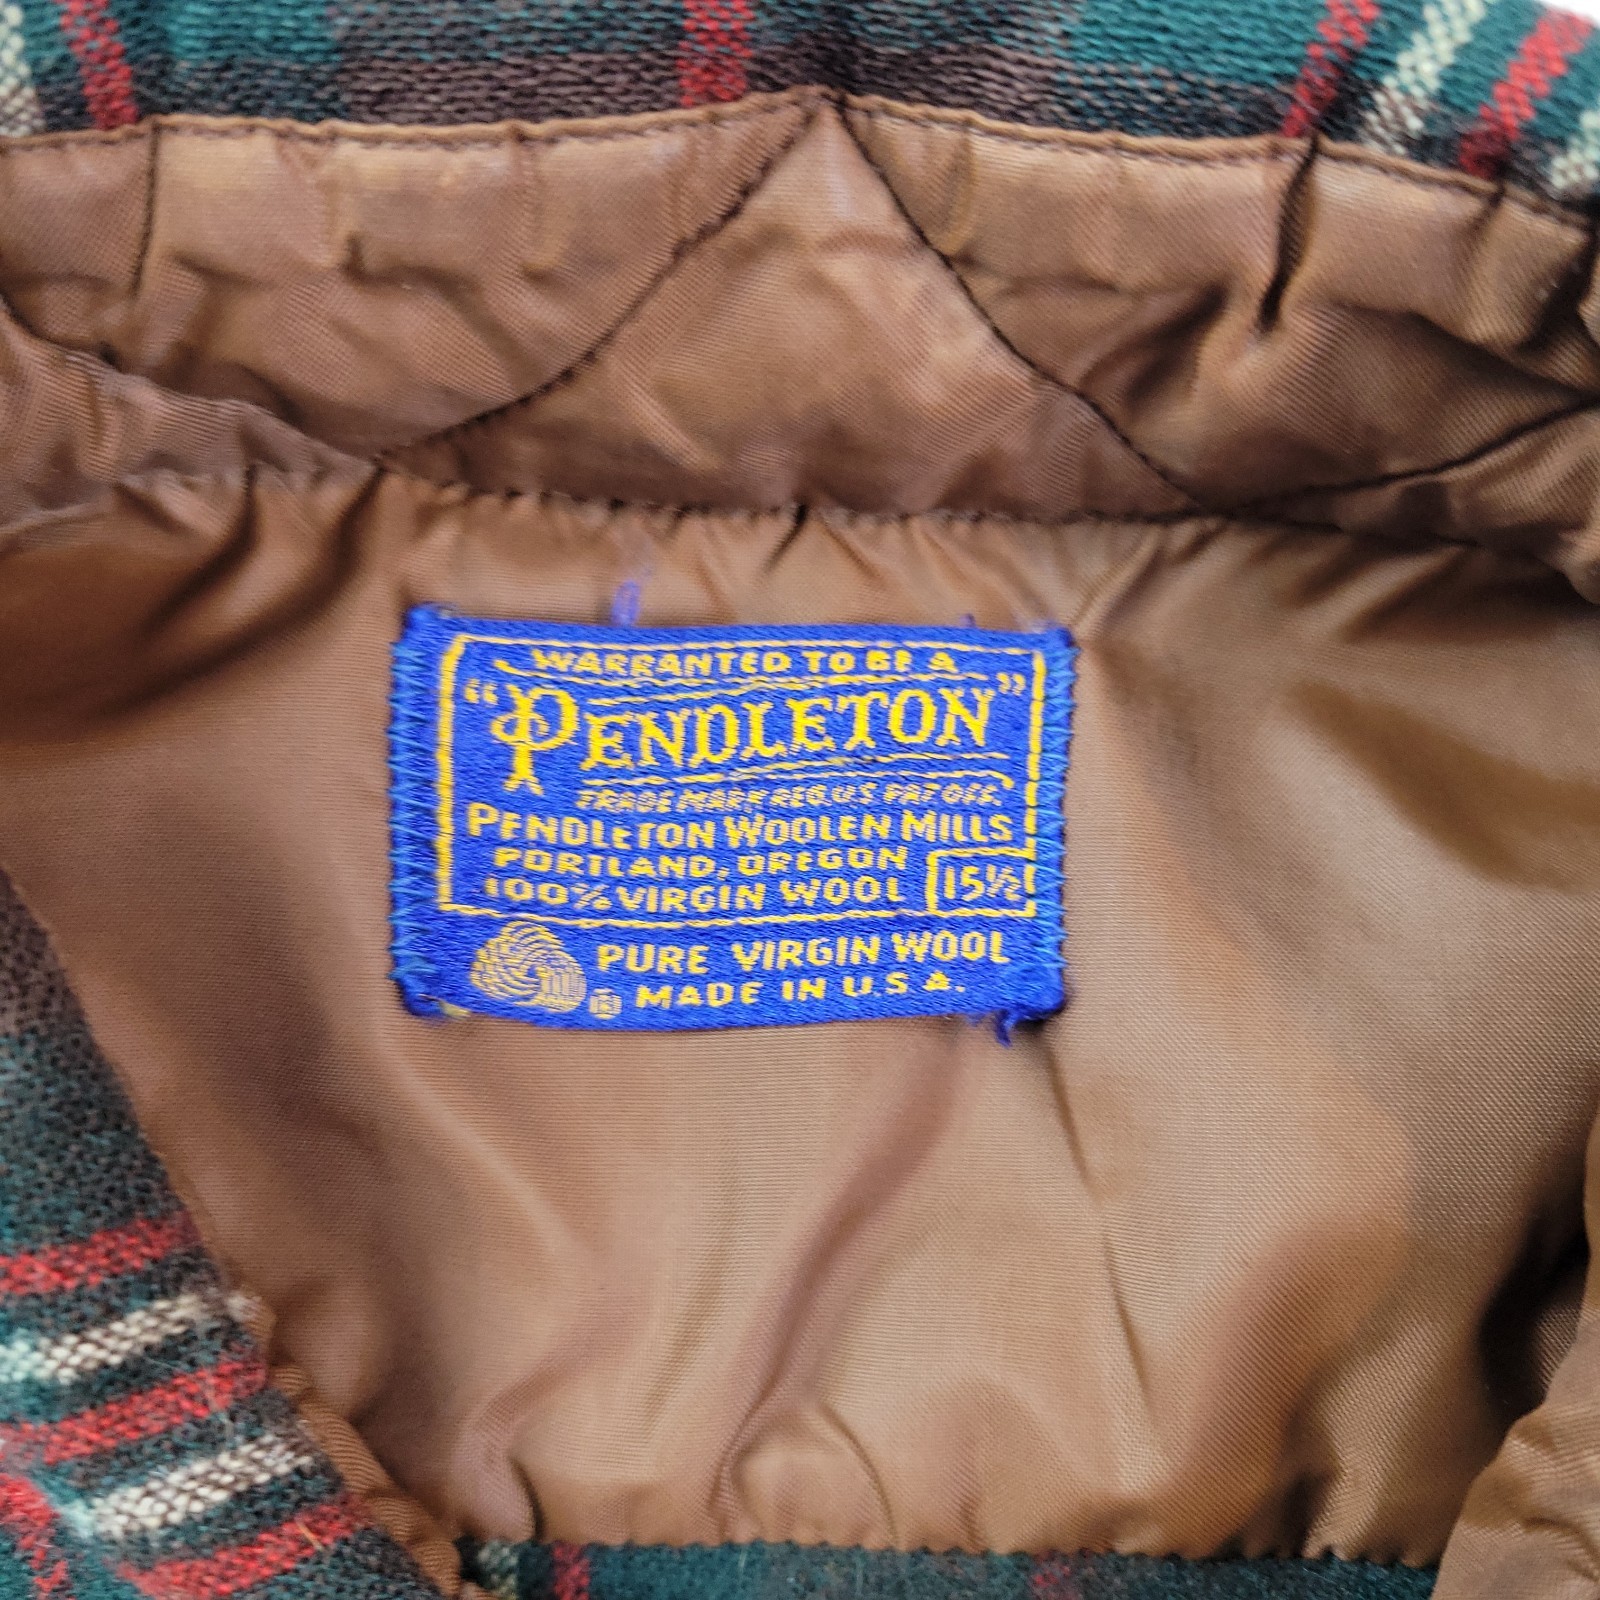 WARRANTED TO BE A
"PENDLETON"
TRADE MARK REG. U.S. PAT. OFF.
PENDLETON WOOLEN MILLS
PORTLAND, OREGON
100% VIRGIN WOOL 15½
PURE VIRGIN WOOL
® MADE IN U.S.A.